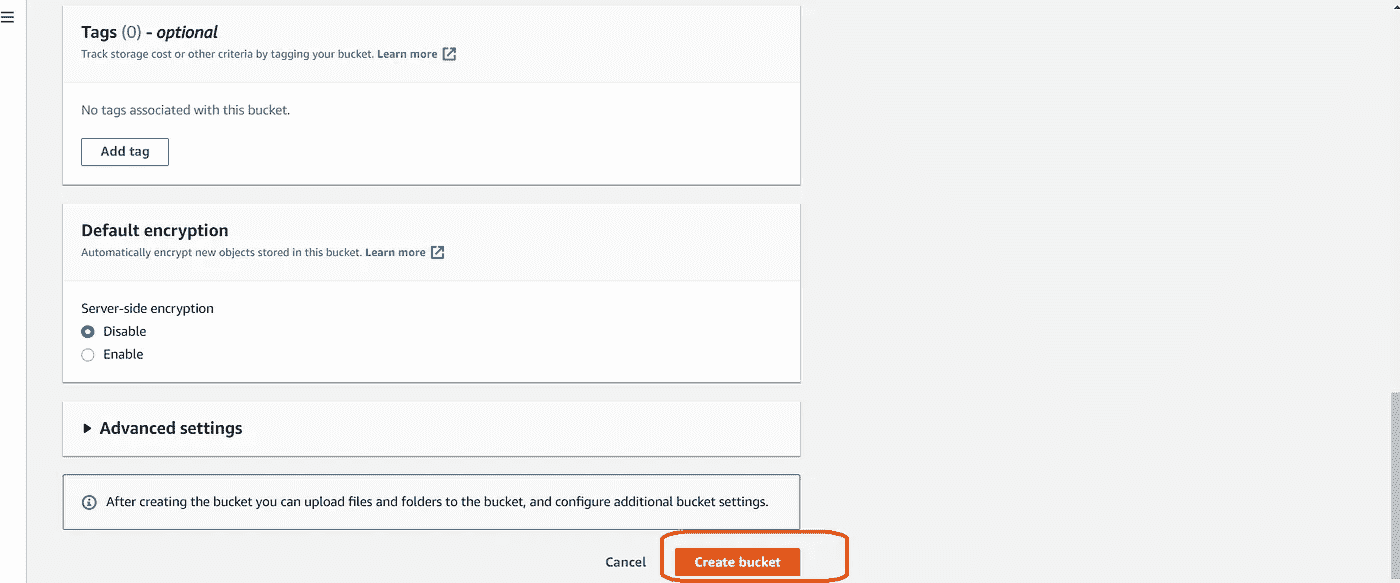 Tags (0) - optional
Track storage cost or other criteria by tagging your bucket. Learn more
No tags associated with this bucket.
Add tag
Default encryption
Automatically encrypt new objects stored in this bucket. Learn more
Server-side encryption
Disable
Enable
Advanced settings
After creating the bucket you can upload files and folders to the bucket, and configure additional bucket settings.
Cancel Create bucket